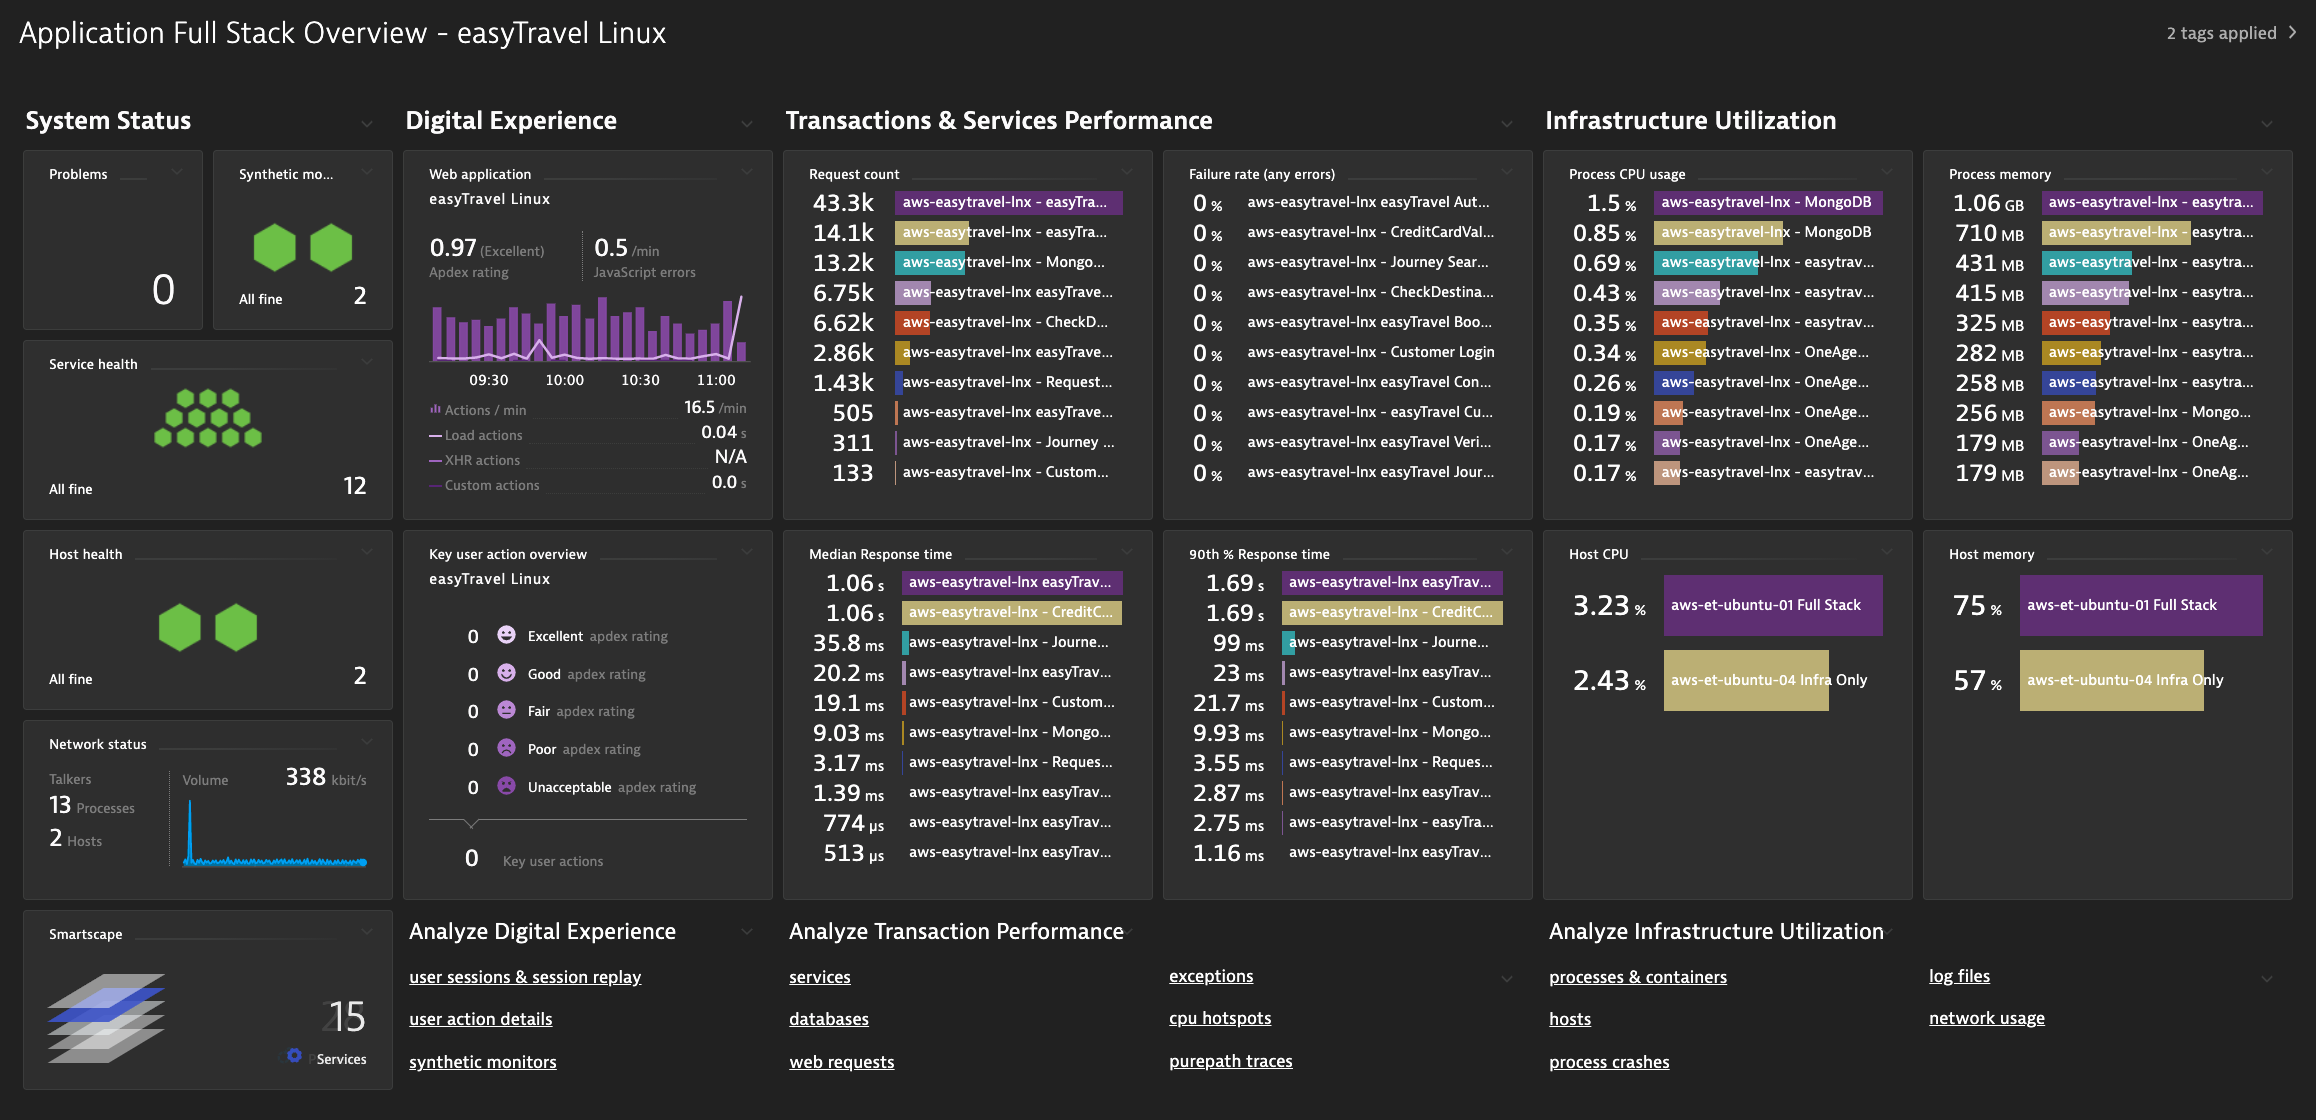 Application Full Stack Overview - easyTravel Linux
2 tags applied
System Status
Problems
0
Synthetic mo...
All fine
2
Service health
All fine
12
Host health
All fine
2
Network status
Talkers
13 Processes
2 Hosts
Volume
338 kbit/s
Smartscape
15
Services
Digital Experience
Web application
easyTravel Linux
0.97 (Excellent)
Apdex rating
0.5 /min
JavaScript errors
09:30 10:00 10:30 11:00
Actions / min 16.5 /min
Load actions 0.04 s
XHR actions N/A
Custom actions 0.0 s
Key user action overview
easyTravel Linux
0 Excellent apdex rating
0 Good apdex rating
0 Fair apdex rating
0 Poor apdex rating
0 Unacceptable apdex rating
0 Key user actions
Analyze Digital Experience
user sessions & session replay
user action details
synthetic monitors
Transactions & Services Performance
Request count
43.3k aws-easytravel-lnx - easyTra...
14.1k aws-easytravel-lnx - easyTra...
13.2k aws-easytravel-lnx - Mongo...
6.75k aws-easytravel-lnx easyTrave...
6.62k aws-easytravel-lnx - CheckD...
2.86k aws-easytravel-lnx easyTrave...
1.43k aws-easytravel-lnx - Request...
505 aws-easytravel-lnx easyTrave...
311 aws-easytravel-lnx - Journey ...
133 aws-easytravel-lnx - Custom...
Failure rate (any errors)
0 % aws-easytravel-lnx easyTravel Aut...
0 % aws-easytravel-lnx - CreditCardVal...
0 % aws-easytravel-lnx - Journey Sear...
0 % aws-easytravel-lnx - CheckDestina...
0 % aws-easytravel-lnx easyTravel Boo...
0 % aws-easytravel-lnx - Customer Login
0 % aws-easytravel-lnx easyTravel Con...
0 % aws-easytravel-lnx - easyTravel Cu...
0 % aws-easytravel-lnx easyTravel Veri...
0 % aws-easytravel-lnx easyTravel Jour...
Median Response time
1.06 s aws-easytravel-lnx easyTrav...
1.06 s aws-easytravel-lnx - CreditC...
35.8 ms aws-easytravel-lnx - Journe...
20.2 ms aws-easytravel-lnx easyTrav...
19.1 ms aws-easytravel-lnx - Custom...
9.03 ms aws-easytravel-lnx - Mongo...
3.17 ms aws-easytravel-lnx - Reques...
1.39 ms aws-easytravel-lnx easyTrav...
774 µs aws-easytravel-lnx easyTrav...
513 µs aws-easytravel-lnx easyTrav...
90th % Response time
1.69 s aws-easytravel-lnx easyTrav...
1.69 s aws-easytravel-lnx - CreditC...
99 ms aws-easytravel-lnx - Journe...
23 ms aws-easytravel-lnx easyTrav...
21.7 ms aws-easytravel-lnx - Custom...
9.93 ms aws-easytravel-lnx - Mongo...
3.55 ms aws-easytravel-lnx - Reques...
2.87 ms aws-easytravel-lnx easyTrav...
2.75 ms aws-easytravel-lnx - easyTra...
1.16 ms aws-easytravel-lnx easyTrav...
Analyze Transaction Performance
services
databases
web requests
exceptions
cpu hotspots
purepath traces
Infrastructure Utilization
Process CPU usage
1.5 % aws-easytravel-lnx - MongoDB
0.85 % aws-easytravel-lnx - MongoDB
0.69 % aws-easytravel-lnx - easytrav...
0.43 % aws-easytravel-lnx - easytrav...
0.35 % aws-easytravel-lnx - easytrav...
0.34 % aws-easytravel-lnx - OneAge...
0.26 % aws-easytravel-lnx - OneAge...
0.19 % aws-easytravel-lnx - OneAge...
0.17 % aws-easytravel-lnx - OneAge...
0.17 % aws-easytravel-lnx - easytrav...
Process memory
1.06 GB aws-easytravel-lnx - easytra...
710 MB aws-easytravel-lnx - easytra...
431 MB aws-easytravel-lnx - easytra...
415 MB aws-easytravel-lnx - easytra...
325 MB aws-easytravel-lnx - easytra...
282 MB aws-easytravel-lnx - easytra...
258 MB aws-easytravel-lnx - easytra...
256 MB aws-easytravel-lnx - Mongo...
179 MB aws-easytravel-lnx - OneAg...
179 MB aws-easytravel-lnx - OneAg...
Host CPU
3.23 % aws-et-ubuntu-01 Full Stack
2.43 % aws-et-ubuntu-04 Infra Only
Host memory
75 % aws-et-ubuntu-01 Full Stack
57 % aws-et-ubuntu-04 Infra Only
Analyze Infrastructure Utilization
processes & containers
hosts
process crashes
log files
network usage